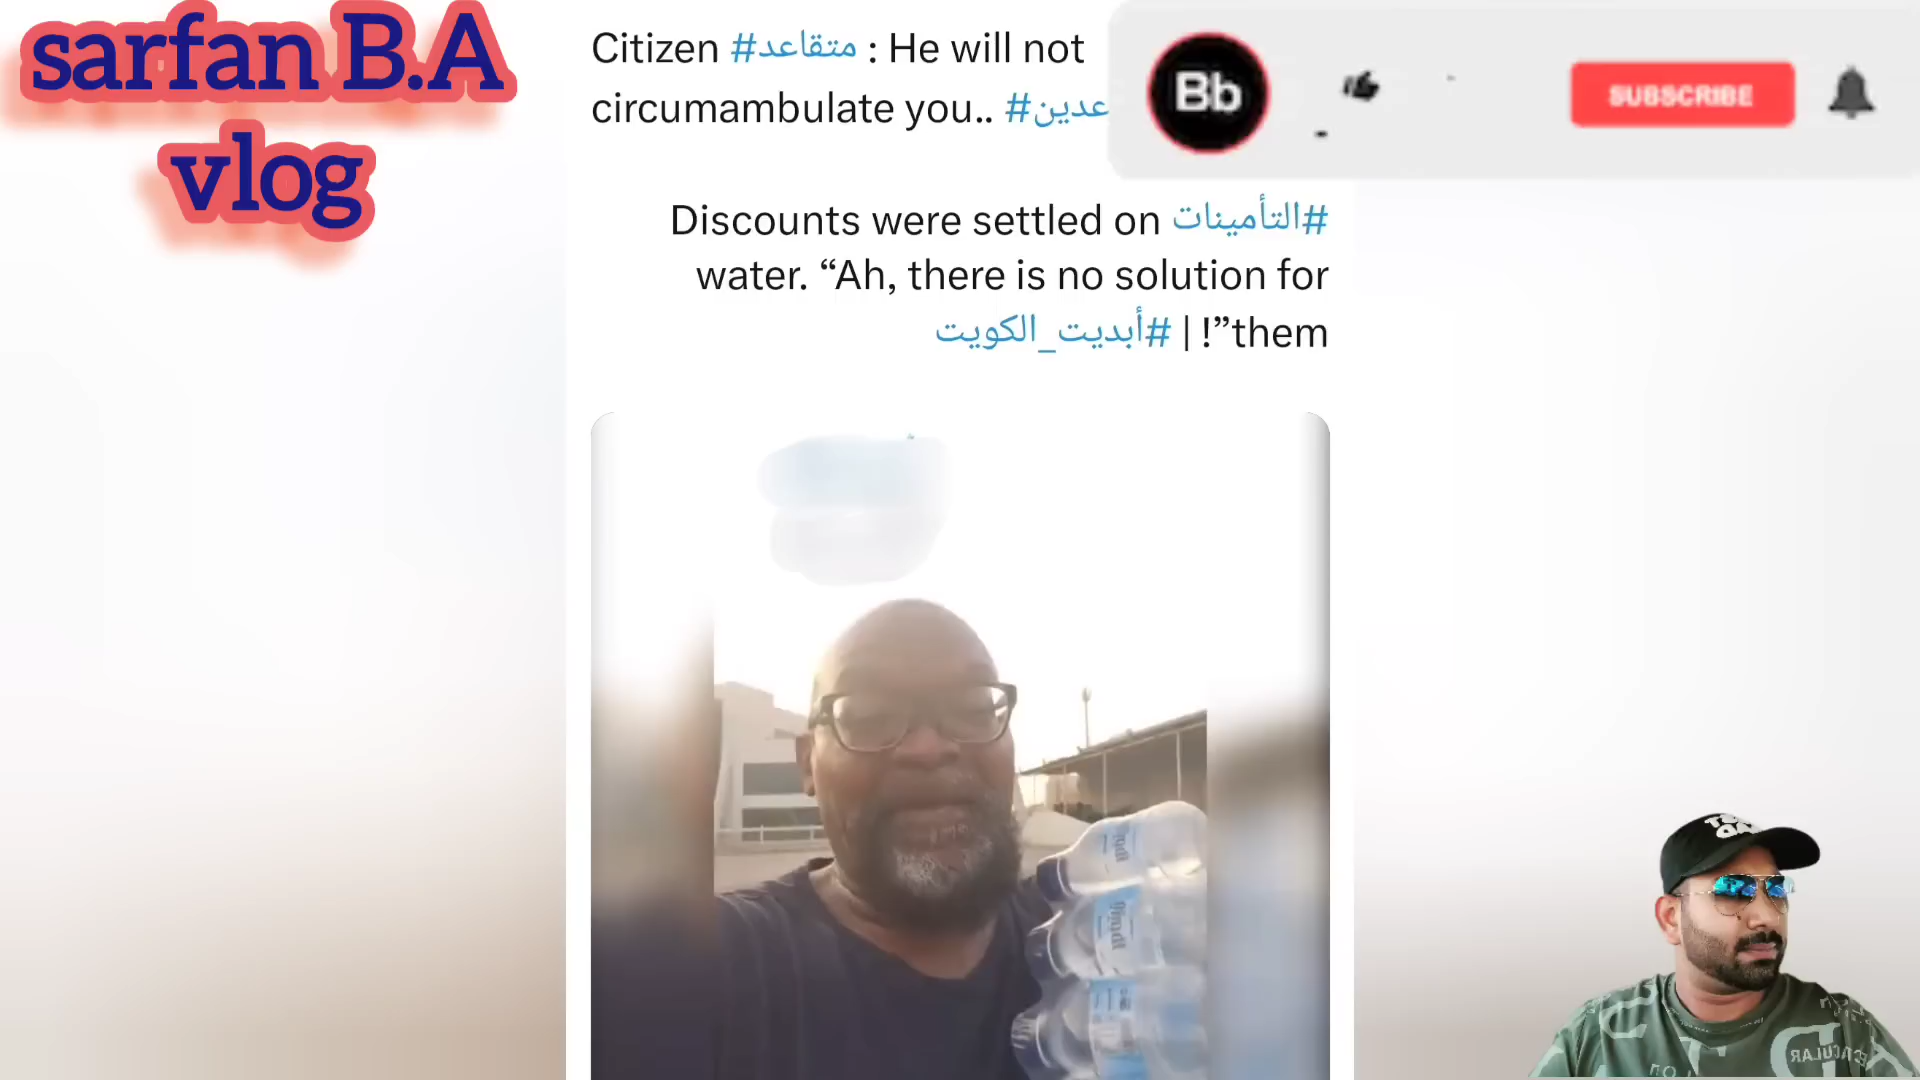 sarfan B.A
vlog
Citizen #متقاعد : He will not
circumambulate you.. #عدين
Bb
SUBSCRIBE
Discounts were settled on #التأمينات
water. “Ah, there is no solution for
#أبديت_الكويت | !”them